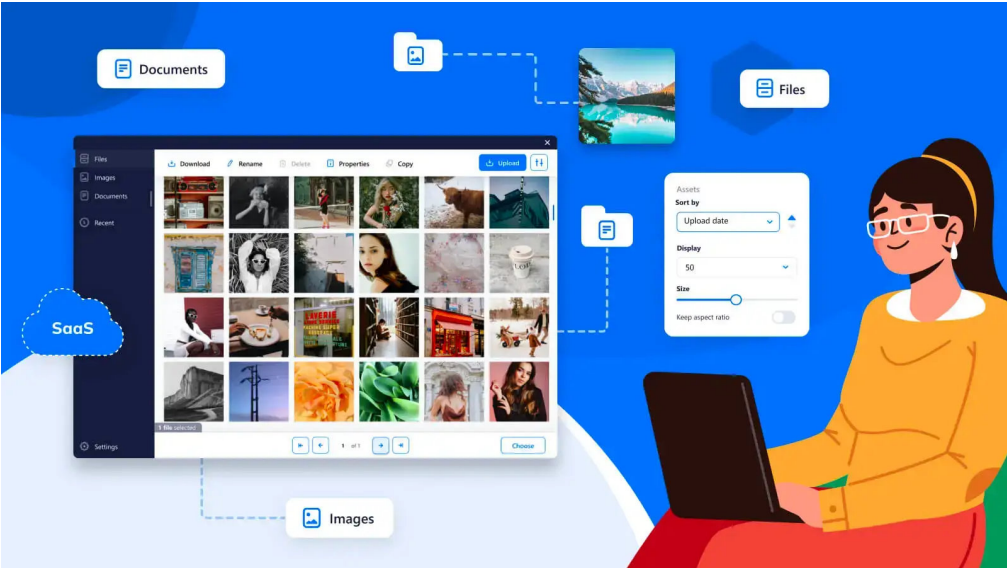 Documents
Files
Files
Images
Documents
Recent
Settings
Download
Rename
Delete
Properties
Copy
Upload
1 file selected
1 of 1
Choose
SaaS
Assets
Sort by
Upload date
Display
50
Size
Keep aspect ratio
Images